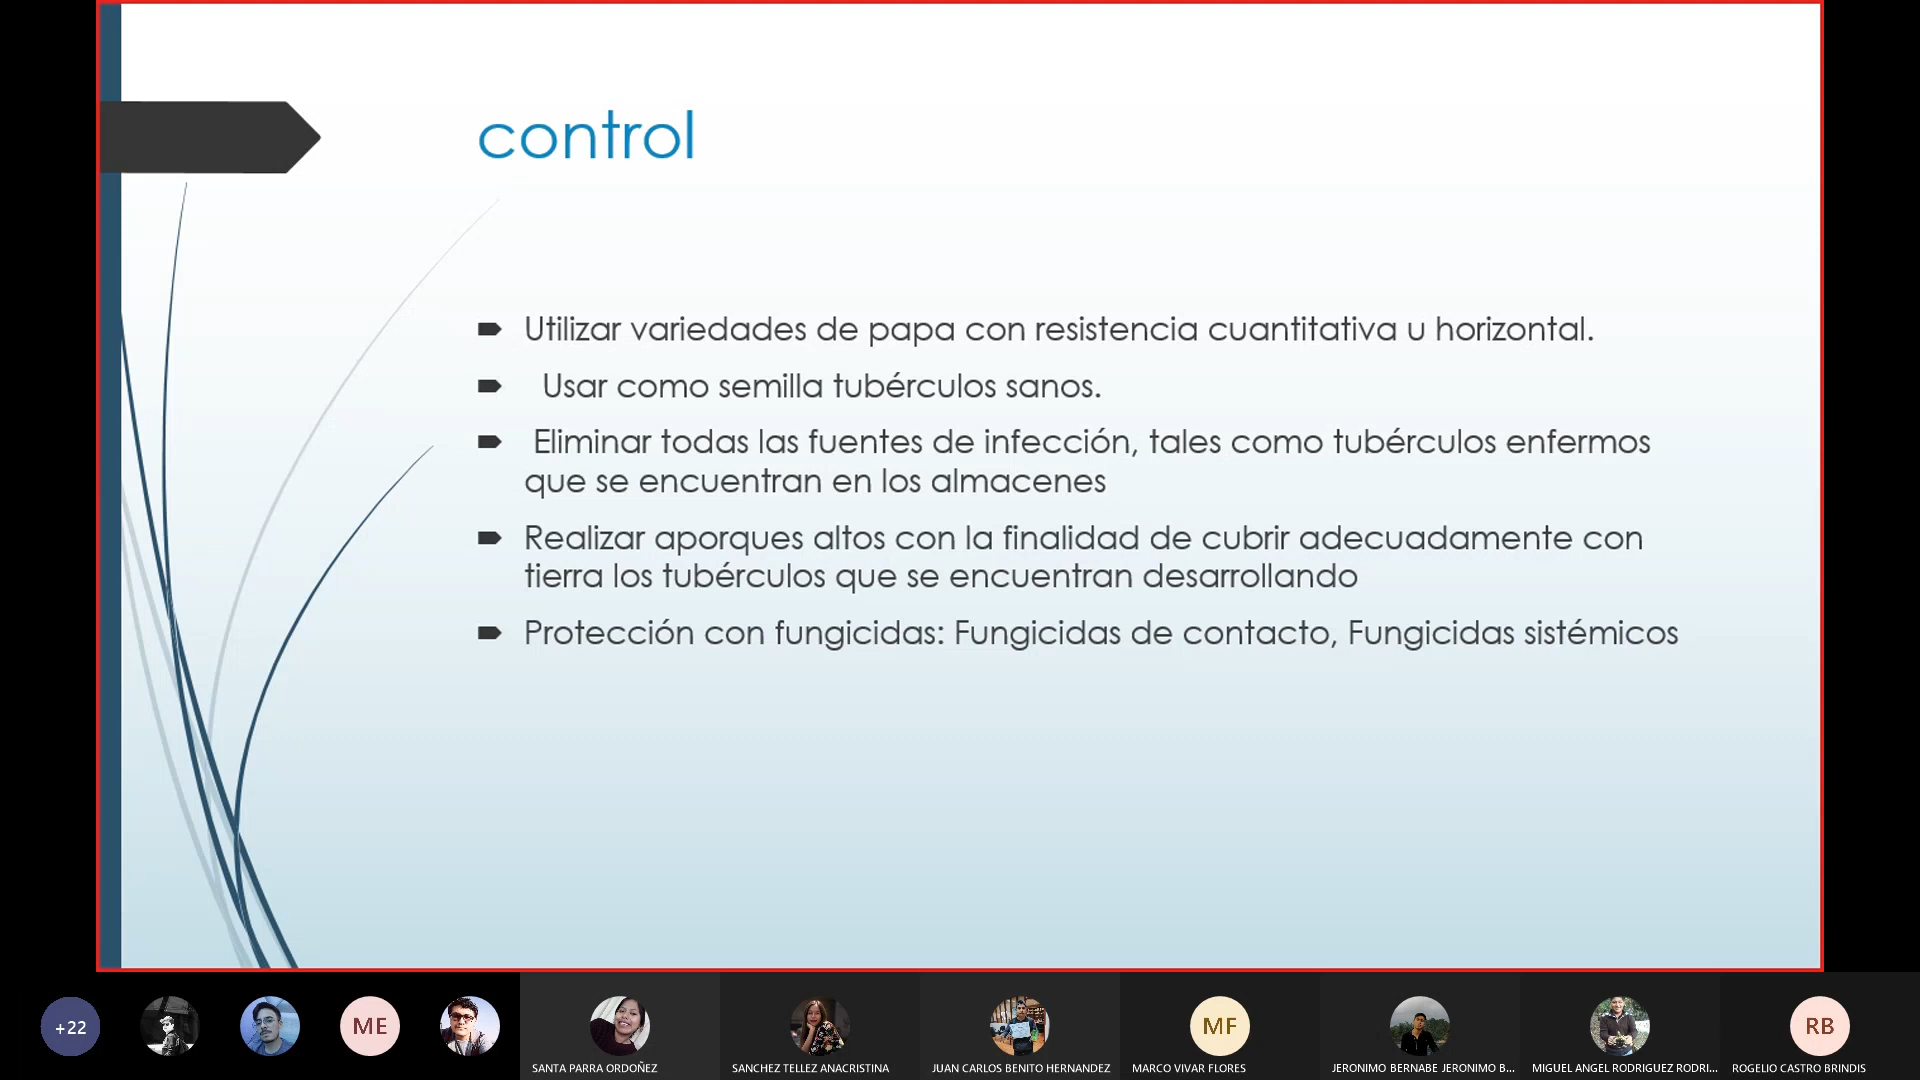 control
Utilizar variedades de papa con resistencia cuantitativa u horizontal.
Usar como semilla tubérculos sanos.
Eliminar todas las fuentes de infección, tales como tubérculos enfermos
que se encuentran en los almacenes
Realizar aporques altos con la finalidad de cubrir adecuadamente con
tierra los tubérculos que se encuentran desarrollando
Protección con fungicidas: Fungicidas de contacto, Fungicidas sistémicos
+22
ME
MF
RB
SANTA PARRA ORDOÑEZ
SANCHEZ TELLEZ ANACRISTINA
JUAN CARLOS BENITO HERNANDEZ
MARCO VIVAR FLORES
JERONIMO BERNABE JERONIMO B...
MIGUEL ANGEL RODRIGUEZ RODRI...
ROGELIO CASTRO BRINDIS